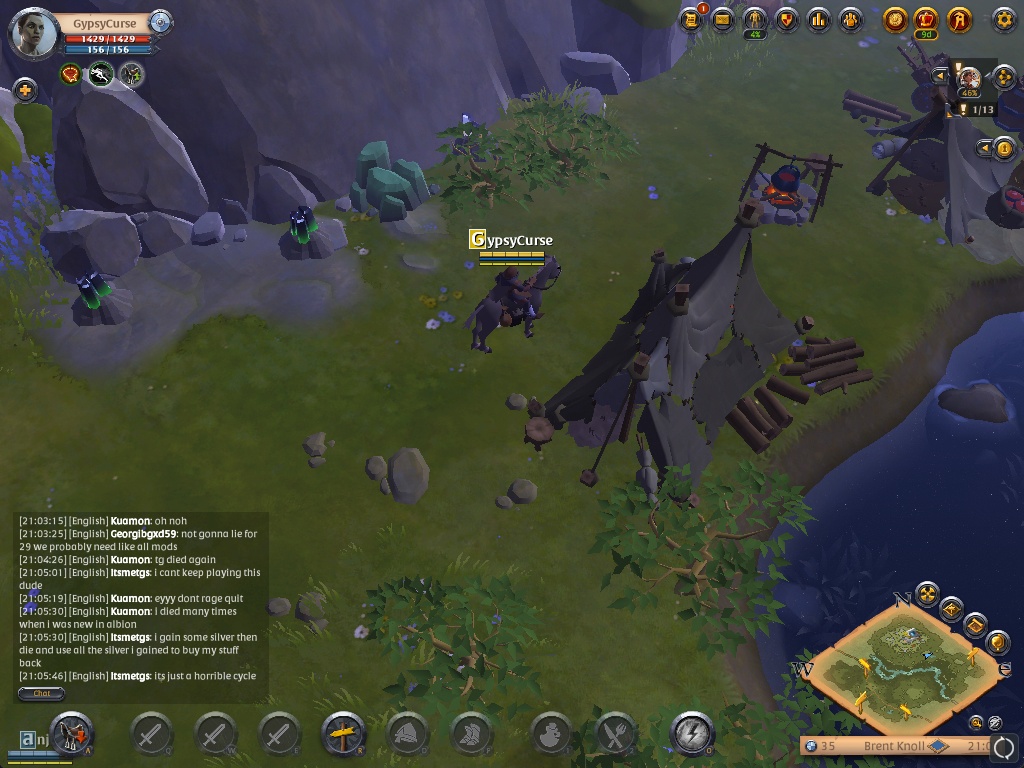 GypsyCurse
1429 / 1429
156 / 156
1
4%
9d
46%
1/13
GypsyCurse
[21:03:15] [English] Kuamon: oh noh
[21:03:25] [English] Georgibgxd59: not gonna lie for
29 we probably need like all mods
[21:04:26] [English] Kuamon: tg died again
[21:05:01] [English] Itsmetgs: i cant keep playing this
dude
[21:05:19] [English] Kuamon: eyyy dont rage quit
[21:05:30] [English] Kuamon: i died many times
when i was new in albion
[21:05:30] [English] Itsmetgs: i gain some silver then
die and use all the silver i gained to buy my stuff
back
[21:05:46] [English] Itsmetgs: its just a horrible cycle
Chat
anj
A
Q
W
E
R
D
F
N
W
E
35
Brent Knoll